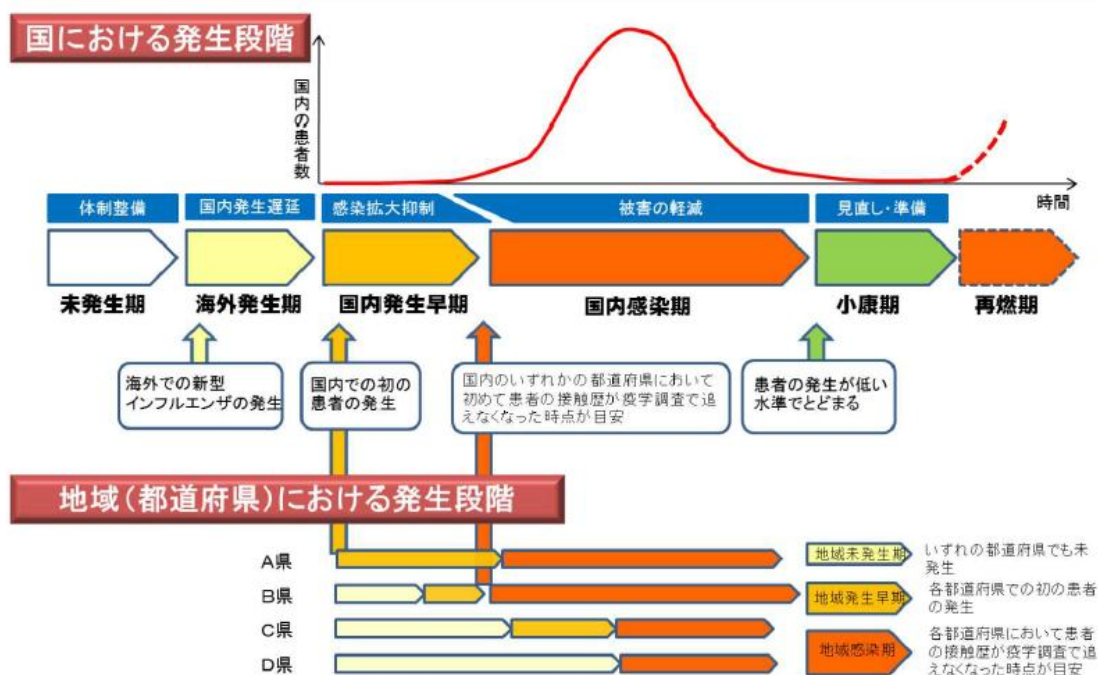 国における発生段階
国内の患者数
時間
体制整備
国内発生遅延
感染拡大抑制
被害の軽減
見直し・準備
未発生期
海外発生期
国内発生早期
国内感染期
小康期
再燃期
海外での新型
インフルエンザの発生
国内での初の
患者の発生
国内のいずれかの都道府県において
初めて患者の接触歴が疫学調査で追
えなくなった時点が目安
患者の発生が低い
水準でとどまる
地域(都道府県)における発生段階
A県
B県
C県
D県
地域未発生期
いずれの都道府県でも未
発生
地域発生早期
各都道府県での初の患者
の発生
地域感染期
各都道府県において患者
の接触歴が疫学調査で追
えなくなった時点が目安